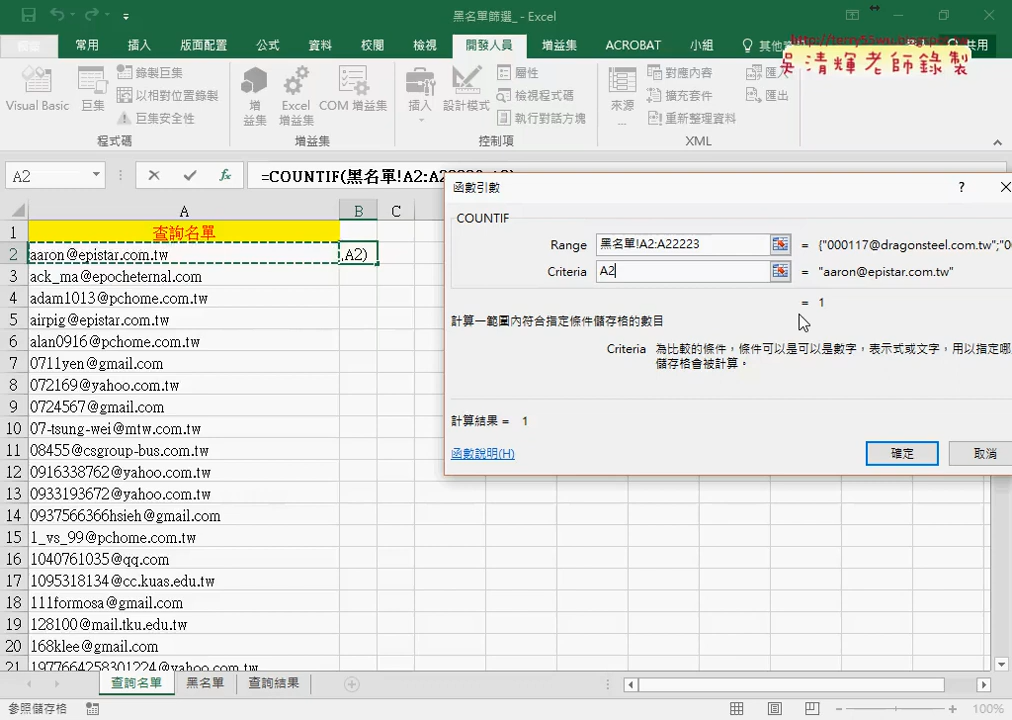 黑名單篩選_ - Excel
常用 插入 版面配置 公式 資料 校閱 檢視 開發人員 增益集 ACROBAT 小組 共用
吳清輝老師錄製
Visual Basic 巨集 錄製巨集 以相對位置錄製 巨集安全性 程式碼
增益集 Excel 增益集 COM 增益集 增益集
插入 設計模式 屬性 檢視程式碼 執行對話方塊 控制項
來源... 對應內容 擴充套件 重新整理資料 匯出 XML
A2
函數引數
? ×
COUNTIF
Range 黑名單!A2:A22223 = {"000117@dragonsteel.com.tw";"0
Criteria A2 = "aaron@epistar.com.tw"
= 1
計算一範圍內符合指定條件儲存格的數目
Criteria 為比較的條件，條件可以是可以是數字，表示式或文字，用以指定哪
儲存格會被計算。
計算結果 = 1
函數說明(H) 確定 取消
A B C
1 查詢名單
2 aaron@epistar.com.tw ,A2)
3 ack_ma@epocheternal.com
4 adam1013@pchome.com.tw
5 airpig@epistar.com.tw
6 alan0916@pchome.com.tw
7 0711yen@gmail.com
8 072169@yahoo.com.tw
9 0724567@gmail.com
10 07-tsung-wei@mtw.com.tw
11 08455@csgroup-bus.com.tw
12 0916338762@yahoo.com.tw
13 0933193672@yahoo.com.tw
14 0937566366hsieh@gmail.com
15 1_vs_99@pchome.com.tw
16 1040761035@qq.com
17 1095318134@cc.kuas.edu.tw
18 111formosa@gmail.com
19 128100@mail.tku.edu.tw
20 168klee@gmail.com
21 1977664258301224@yahoo.com.tw
查詢名單 黑名單 查詢結果
參照儲存格 100%